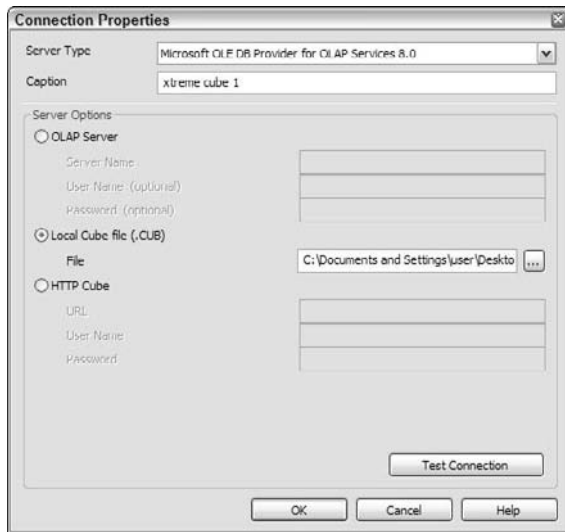 Connection Properties
Server Type Microsoft OLE DB Provider for OLAP Services 8.0
Caption xtreme cube 1
Server Options
OLAP Server
Server Name
User Name (optional)
Password (optional)
Local Cube file (.CUB)
File C:\Documents and Settings\user\Deskto ...
HTTP Cube
URL
User Name
Password
Test Connection
OK Cancel Help